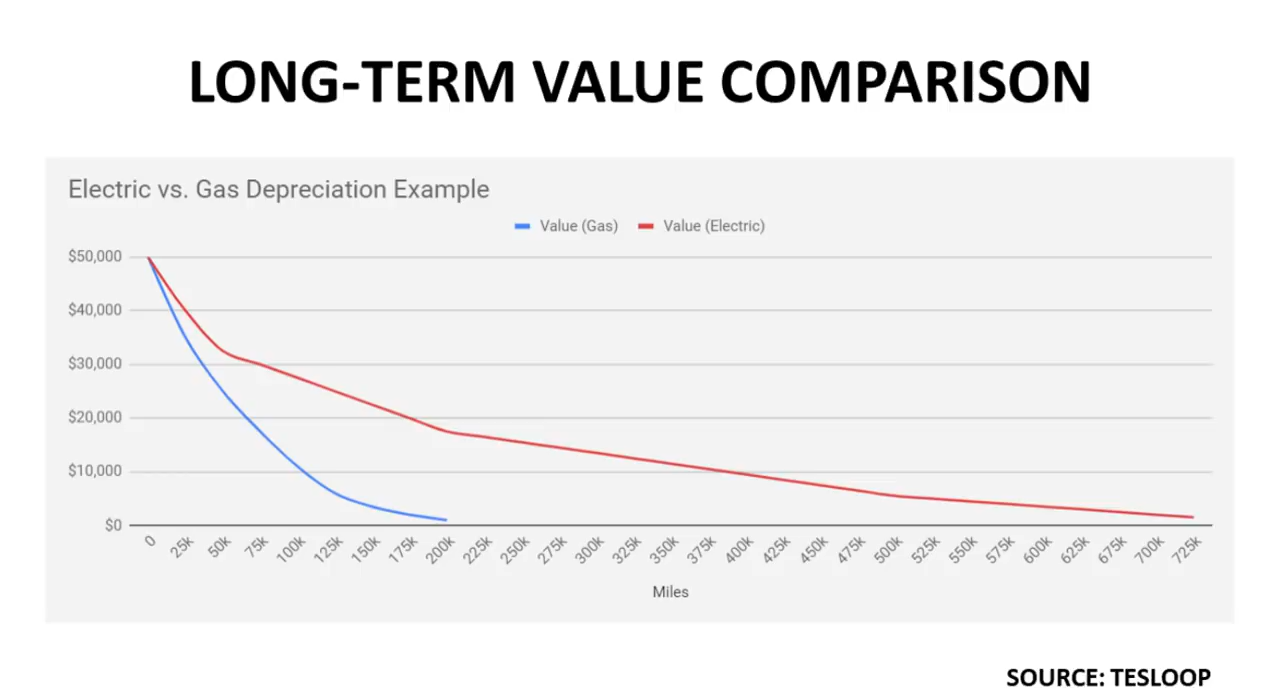 LONG-TERM VALUE COMPARISON
Electric vs. Gas Depreciation Example
Value (Gas) Value (Electric)
$50,000
$40,000
$30,000
$20,000
$10,000
$0
0 25k 50k 75k 100k 125k 150k 175k 200k 225k 250k 275k 300k 325k 350k 375k 400k 425k 450k 475k 500k 525k 550k 575k 600k 625k 675k 700k 725k
Miles
SOURCE: TESLOOP